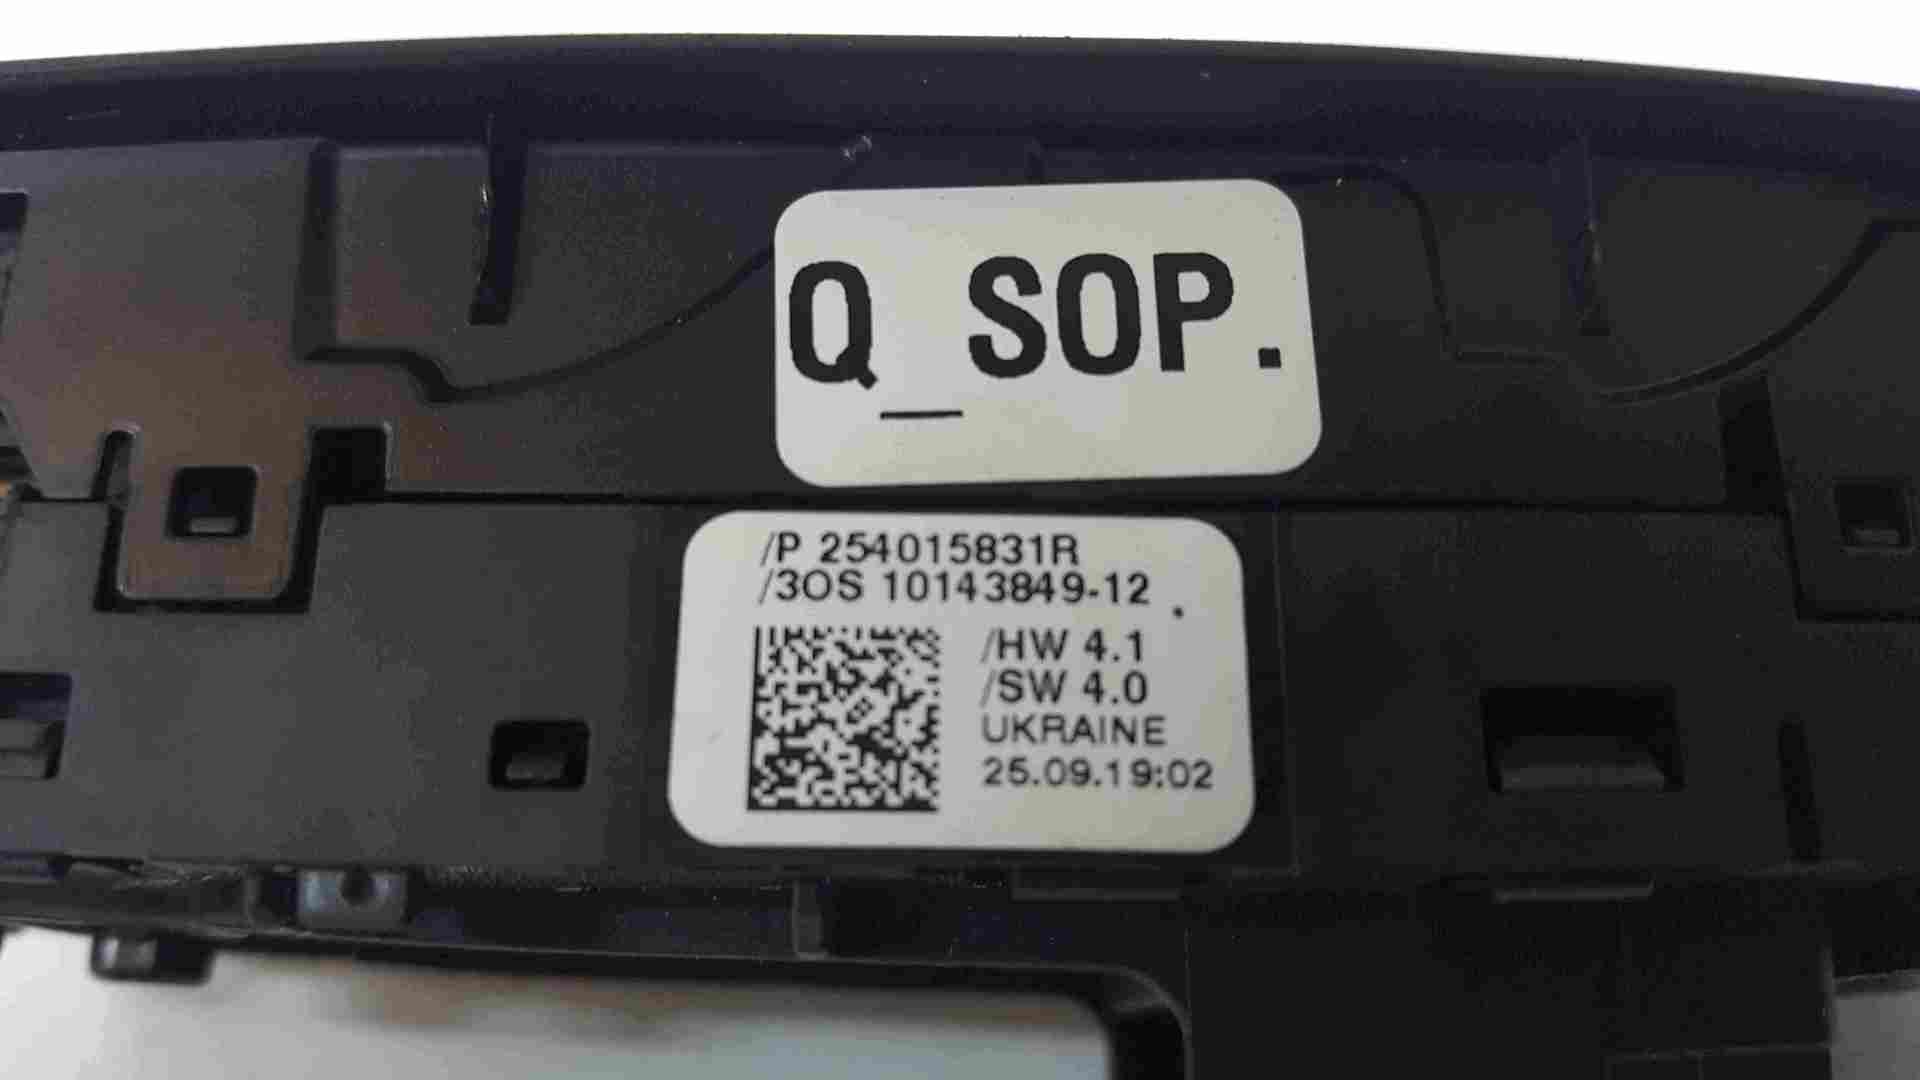 Q_SOP.
/P 254015831R
/3OS 10143849-12
/HW 4.1
/SW 4.0
UKRAINE
25.09.19:02